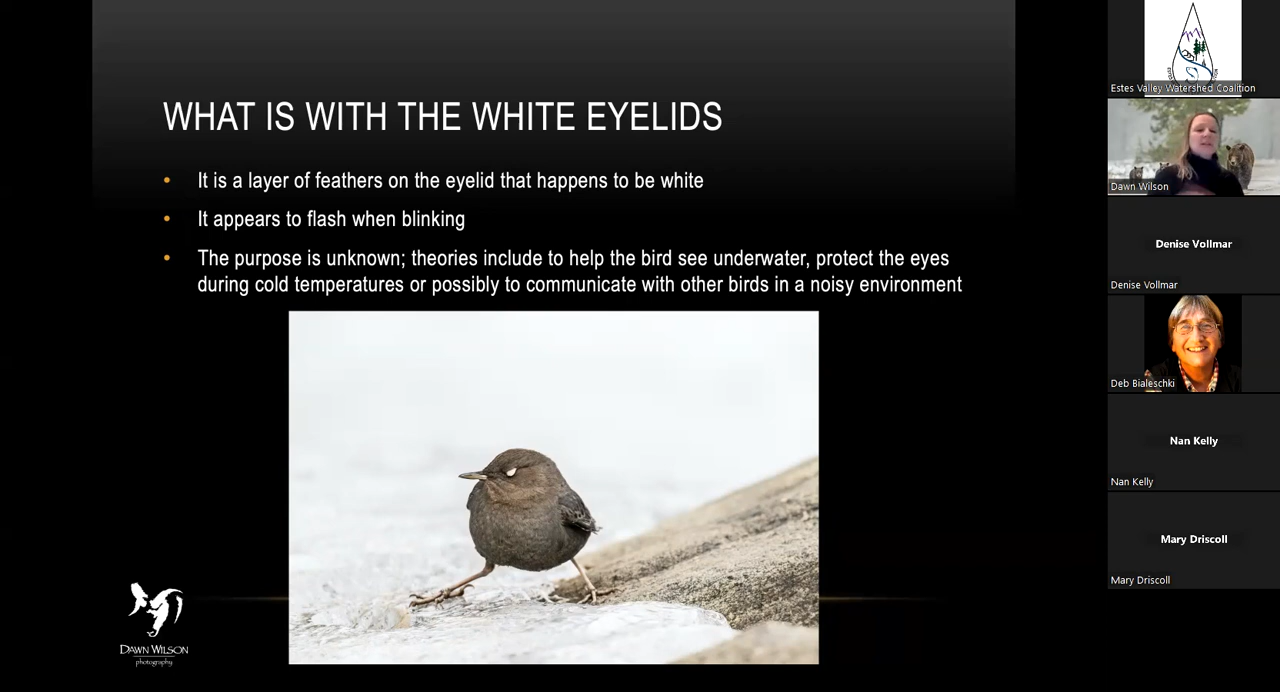 WHAT IS WITH THE WHITE EYELIDS
• It is a layer of feathers on the eyelid that happens to be white
• It appears to flash when blinking
• The purpose is unknown; theories include to help the bird see underwater, protect the eyes
during cold temperatures or possibly to communicate with other birds in a noisy environment
DAWN WILSON
photography
Estes Valley Watershed Coalition
Dawn Wilson
Denise Vollmar
Denise Vollmar
Deb Bialeschki
Nan Kelly
Nan Kelly
Mary Driscoll
Mary Driscoll